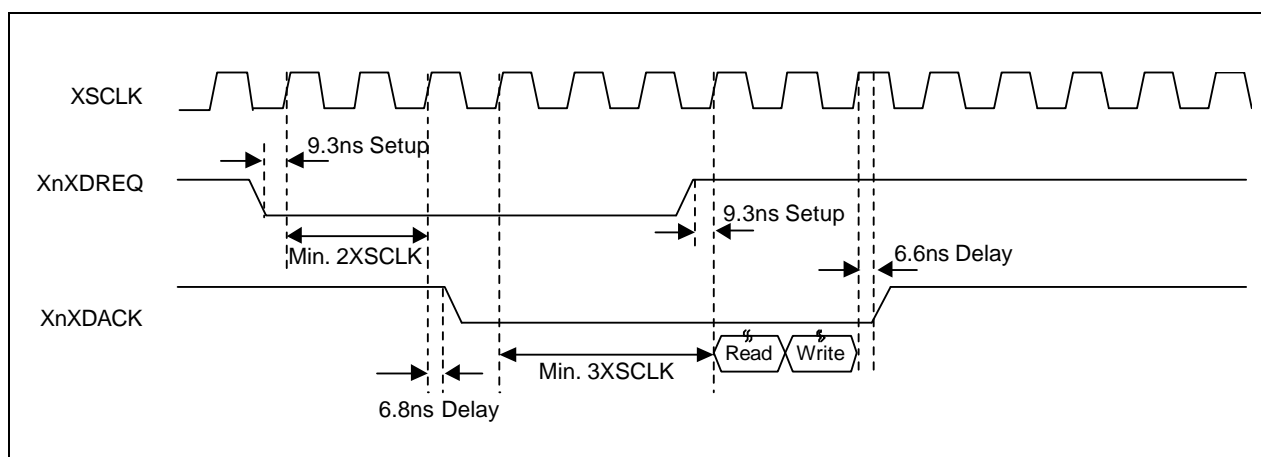 XSCLK
9.3ns Setup
XnXDREQ
9.3ns Setup
Min. 2XSCLK
6.6ns Delay
XnXDACK
Read Write
Min. 3XSCLK
6.8ns Delay